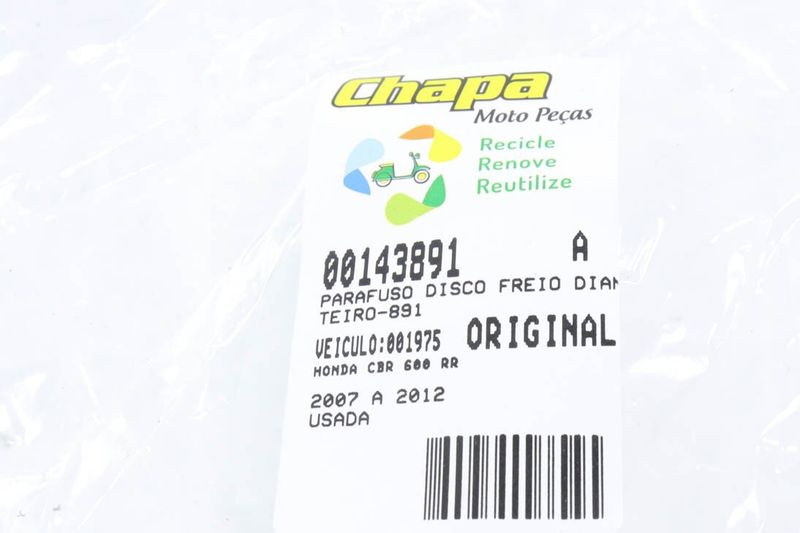 Chapa
Moto Peças
Recicle
Renove
Reutilize
00143891 A
PARAFUSO DISCO FREIO DIAN
TEIRO-891
VEICULO:001975 ORIGINAL
HONDA CBR 600 RR
2007 A 2012
USADA